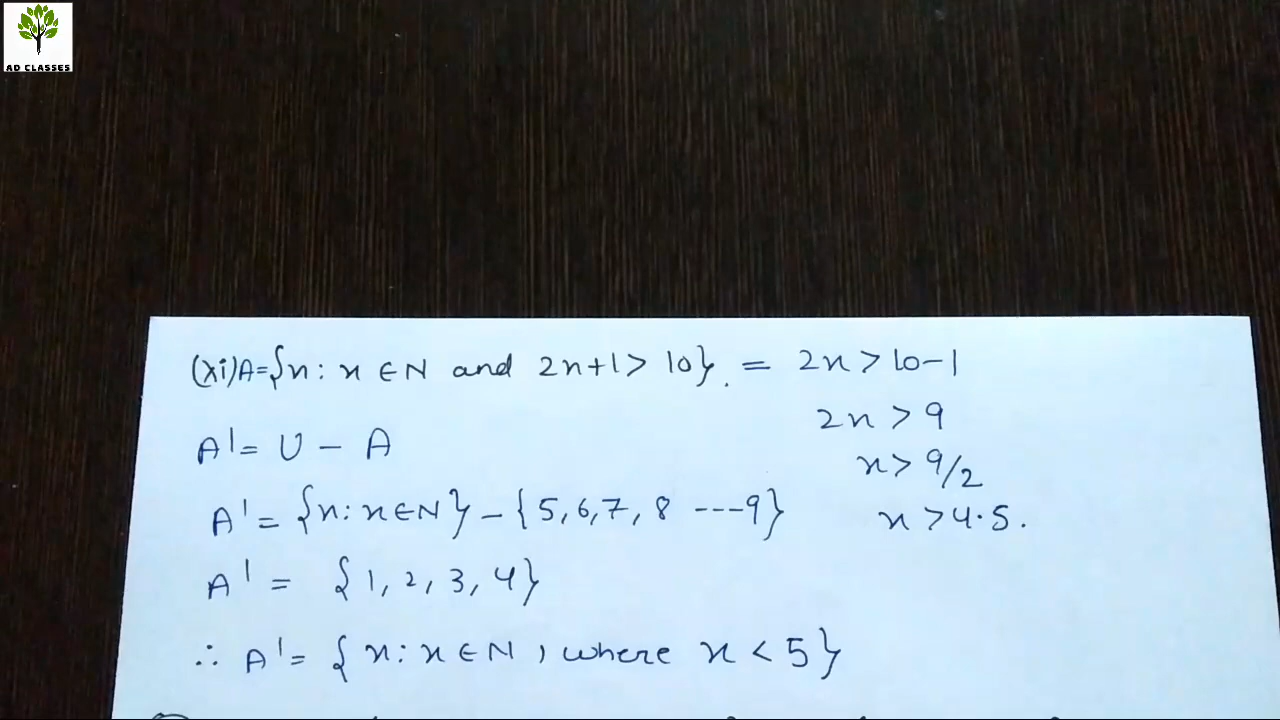 AD CLASSES
(xi) A = {x : x ∈ N and 2x+1 > 10}. = 2x > 10-1
2x > 9
A' = U - A
x > 9/2
A' = {x : x ∈ N} - {5, 6, 7, 8 ---9}
x > 4.5.
A' = {1, 2, 3, 4}
∴ A' = {x : x ∈ N, where x < 5}